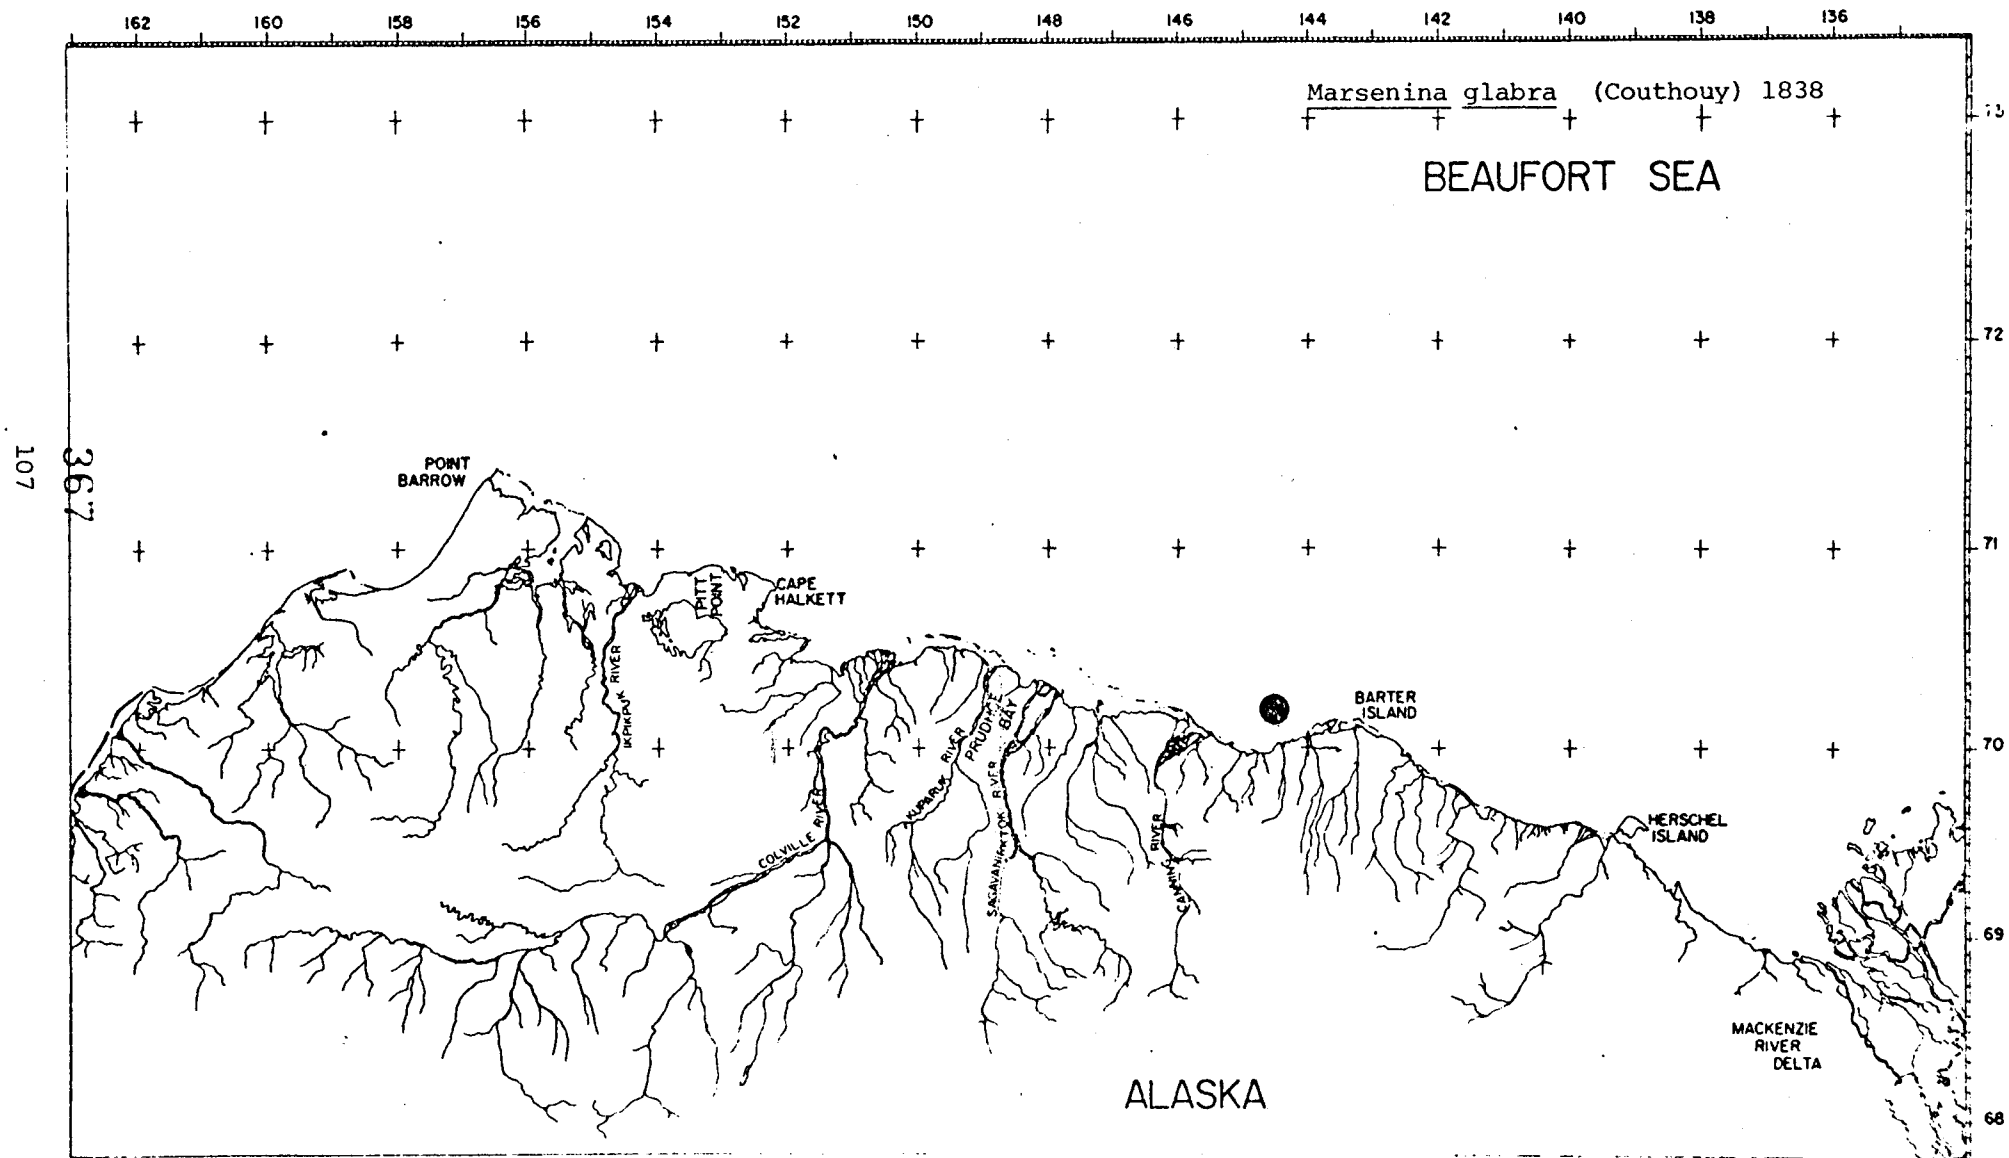 162 160 158 156 154 152 150 148 146 144 142 140 138 136
Marsenina glabra (Couthouy) 1838
73
BEAUFORT SEA
72
107
367
POINT
BARROW
71
PITT
POINT
CAPE
HALKETT
IKPIKPUK RIVER
BARTER
ISLAND
PRUDHOE
BAY
70
KUPARUK RIVER
SAGAVANIRKTOK RIVER
COLVILLE RIVER
CANNING RIVER
HERSCHEL
ISLAND
69
MACKENZIE
RIVER
DELTA
ALASKA
68